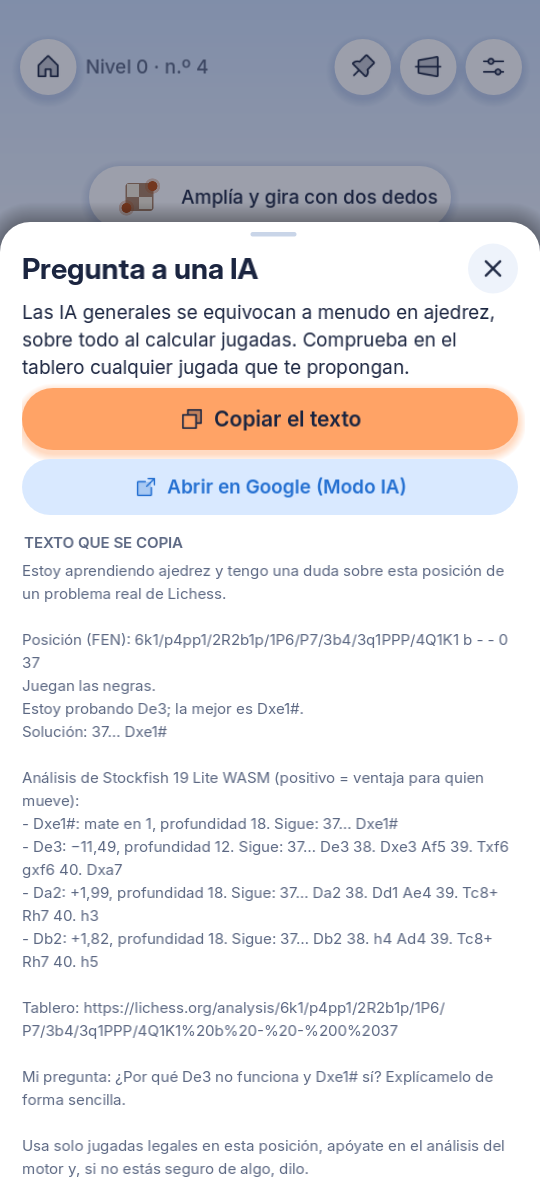 Nivel 0 · n.º 4
Amplía y gira con dos dedos
Pregunta a una IA
Las IA generales se equivocan a menudo en ajedrez,
sobre todo al calcular jugadas. Comprueba en el
tablero cualquier jugada que te propongan.
Copiar el texto
Abrir en Google (Modo IA)
TEXTO QUE SE COPIA
Estoy aprendiendo ajedrez y tengo una duda sobre esta posición de
un problema real de Lichess.
Posición (FEN): 6k1/p4pp1/2R2b1p/1P6/P7/3b4/3q1PPP/4Q1K1 b - - 0
37
Juegan las negras.
Estoy probando De3; la mejor es Dxe1#.
Solución: 37... Dxe1#
Análisis de Stockfish 19 Lite WASM (positivo = ventaja para quien
mueve):
- Dxe1#: mate en 1, profundidad 18. Sigue: 37... Dxe1#
- De3: −11,49, profundidad 12. Sigue: 37... De3 38. Dxe3 Af5 39. Txf6
gxf6 40. Dxa7
- Da2: +1,99, profundidad 18. Sigue: 37... Da2 38. Dd1 Ae4 39. Tc8+
Rh7 40. h3
- Db2: +1,82, profundidad 18. Sigue: 37... Db2 38. h4 Ad4 39. Tc8+
Rh7 40. h5
Tablero: https://lichess.org/analysis/6k1/p4pp1/2R2b1p/1P6/
P7/3b4/3q1PPP/4Q1K1%20b%20-%20-%200%2037
Mi pregunta: ¿Por qué De3 no funciona y Dxe1# sí? Explícamelo de
forma sencilla.
Usa solo jugadas legales en esta posición, apóyate en el análisis del
motor y, si no estás seguro de algo, dilo.